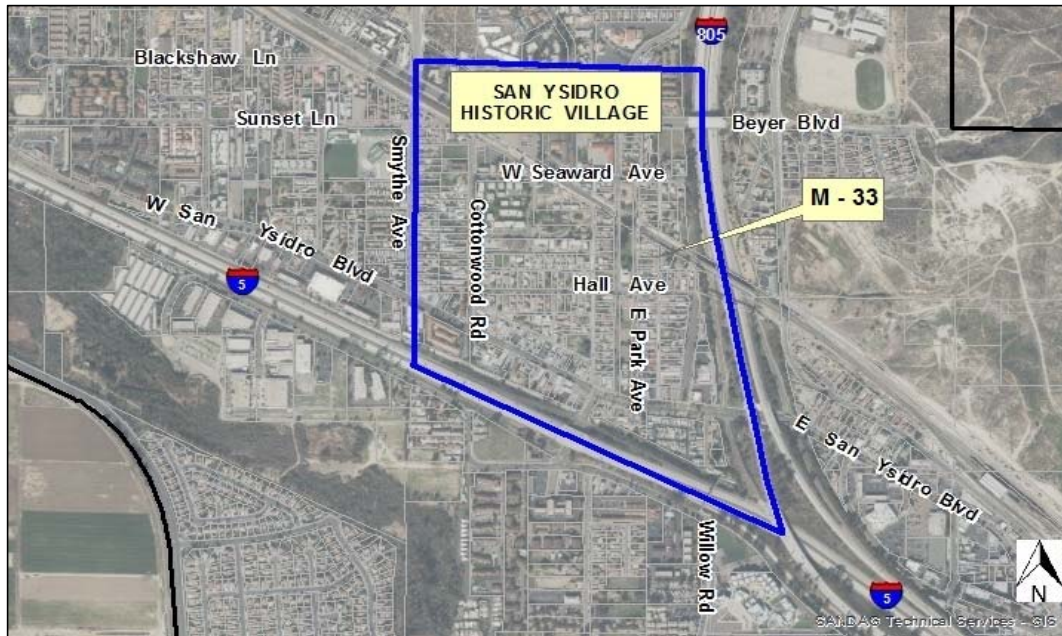 805
Blackshaw Ln
SAN YSIDRO
HISTORIC VILLAGE
Sunset Ln
Beyer Blvd
Smythe Ave
W Seaward Ave
M - 33
W San Ysidro Blvd
Cottonwood Rd
5
Hall Ave
E Park Ave
E San Ysidro Blvd
Willow Rd
5
N
SANDAG Technical Services - GIS